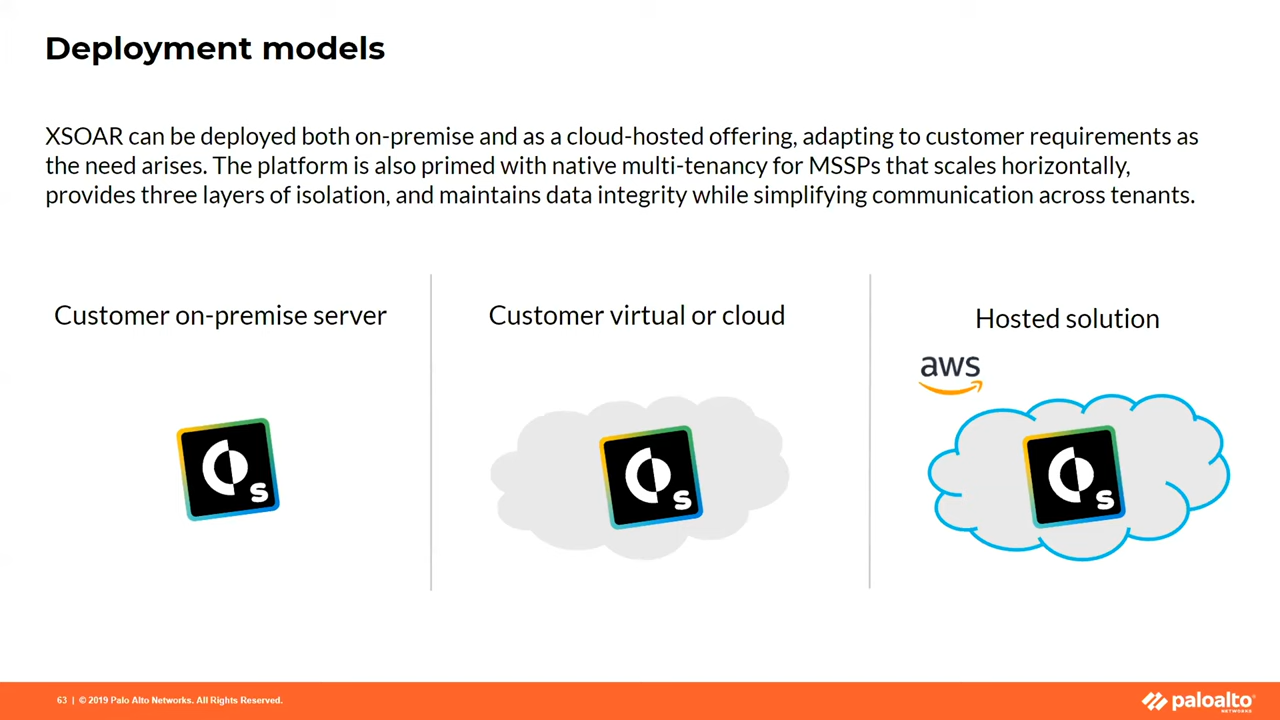 Deployment models
XSOAR can be deployed both on-premise and as a cloud-hosted offering, adapting to customer requirements as
the need arises. The platform is also primed with native multi-tenancy for MSSPs that scales horizontally,
provides three layers of isolation, and maintains data integrity while simplifying communication across tenants.
Customer on-premise server
Customer virtual or cloud
Hosted solution
aws
s
s
s
63 | © 2019 Palo Alto Networks. All Rights Reserved.
paloalto
NETWORKS